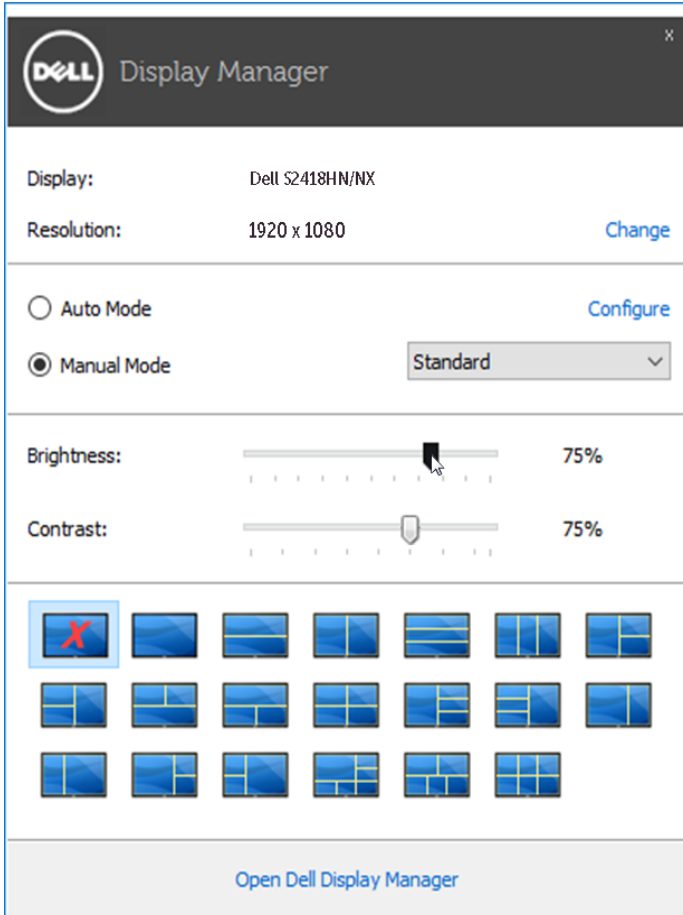 DELL Display Manager x
Display: Dell S2418HN/NX
Resolution: 1920 x 1080 Change
Auto Mode Configure
Manual Mode Standard
Brightness: 75%
Contrast: 75%
X
Open Dell Display Manager